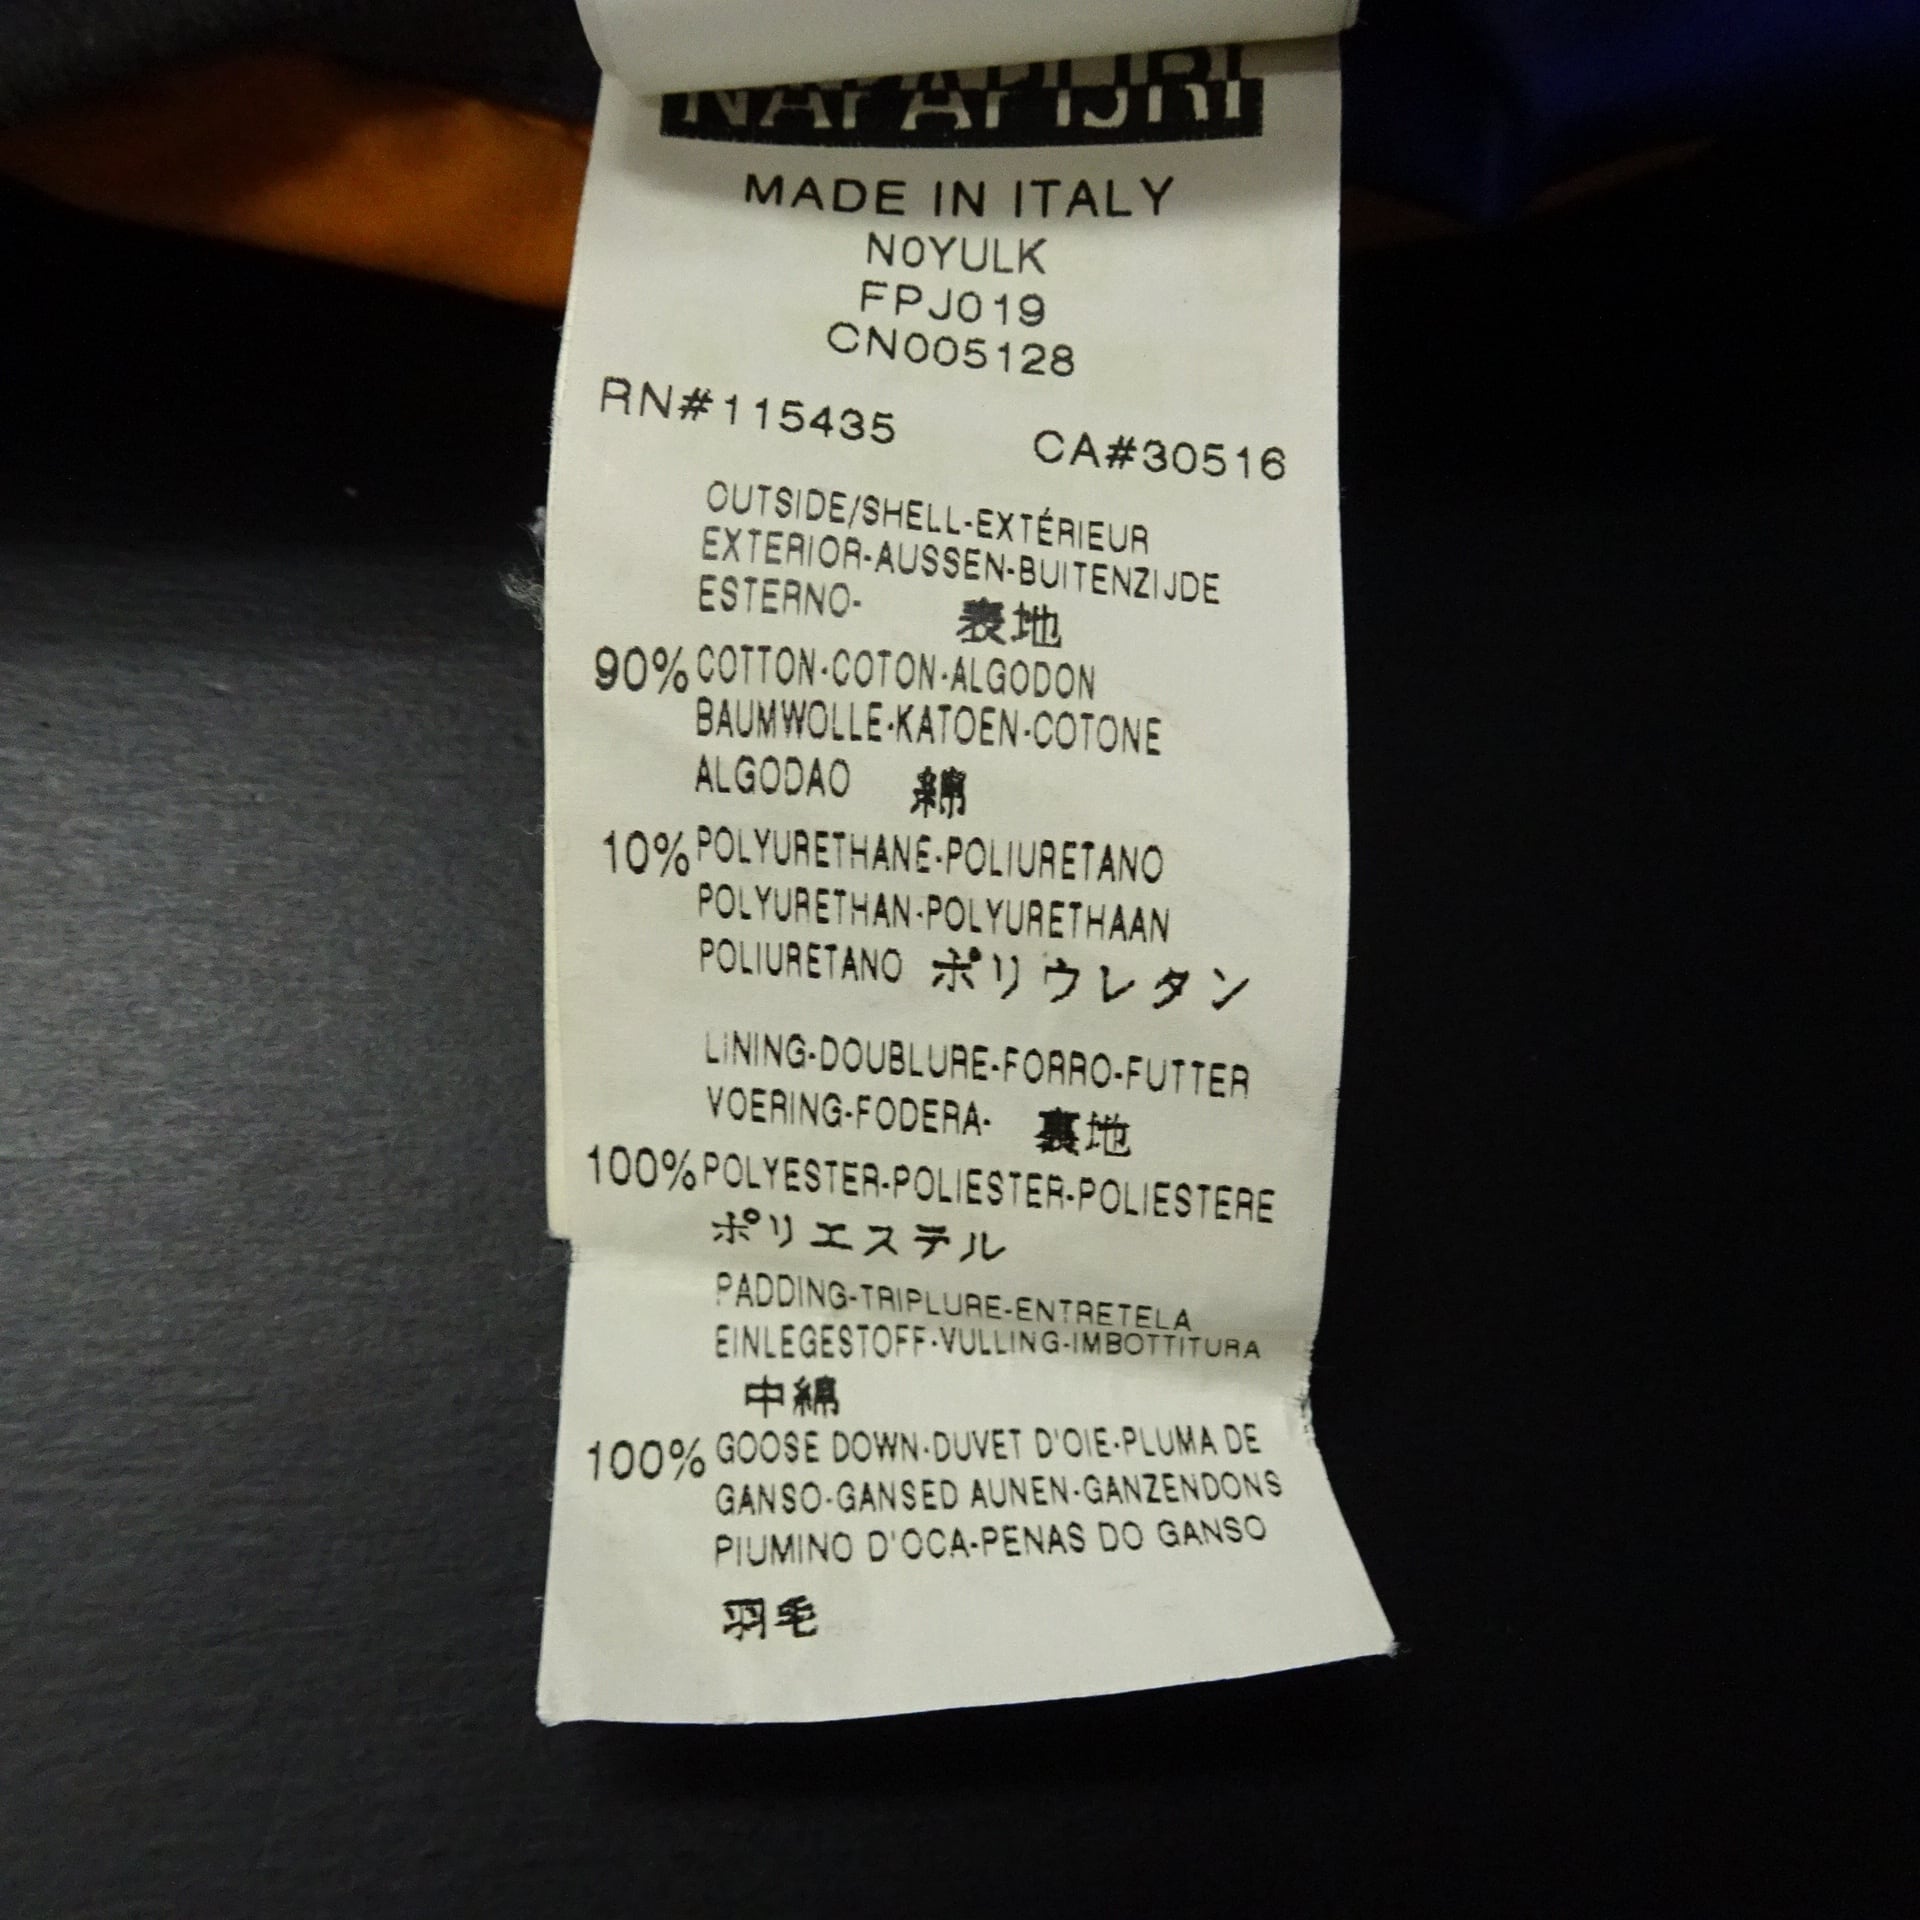 NAPAPIJRI
MADE IN ITALY
N0YULK
FPJ019
CN005128
RN#115435 CA#30516
OUTSIDE/SHELL-EXTÉRIEUR
EXTERIOR-AUSSEN-BUITENZIJDE
ESTERNO- 表地
90% COTTON-COTON-ALGODON
BAUMWOLLE-KATOEN-COTONE
ALGODAO 綿
10% POLYURETHANE-POLIURETANO
POLYURETHAN-POLYURETHAAN
POLIURETANO ポリウレタン
LINING-DOUBLURE-FORRO-FUTTER
VOERING-FODERA- 裏地
100% POLYESTER-POLIESTER-POLIESTERE
ポリエステル
PADDING-TRIPLURE-ENTRETELA
EINLEGESTOFF-VULLING-IMBOTTITURA
中綿
100% GOOSE DOWN-DUVET D'OIE-PLUMA DE
GANSO-GANSED AUNEN-GANZENDONS
PIUMINO D'OCA-PENAS DO GANSO
羽毛